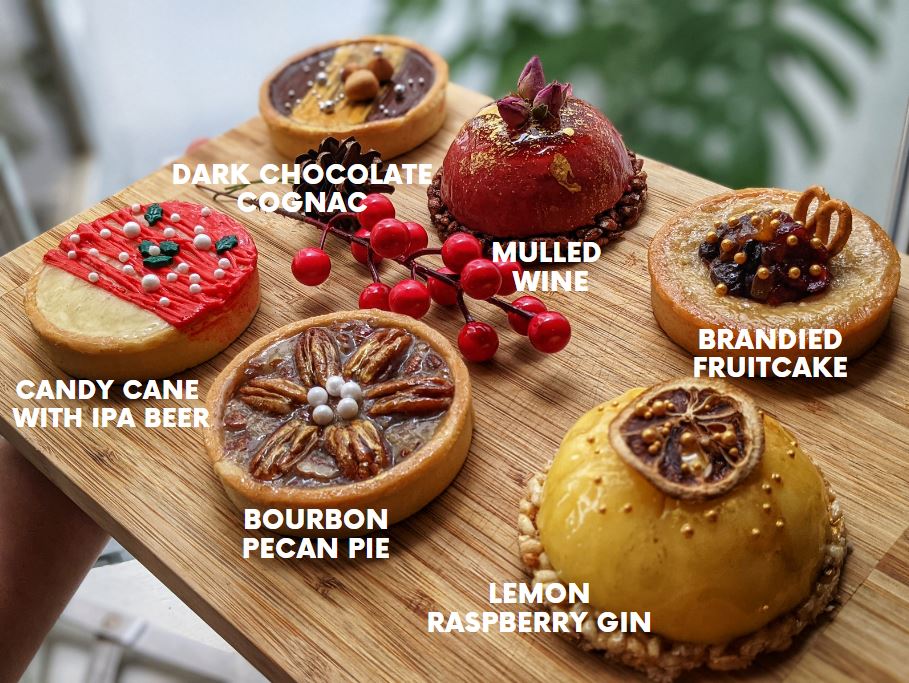 DARK CHOCOLATE
COGNAC
MULLED
WINE
BRANDIED
FRUITCAKE
CANDY CANE
WITH IPA BEER
BOURBON
PECAN PIE
LEMON
RASPBERRY GIN